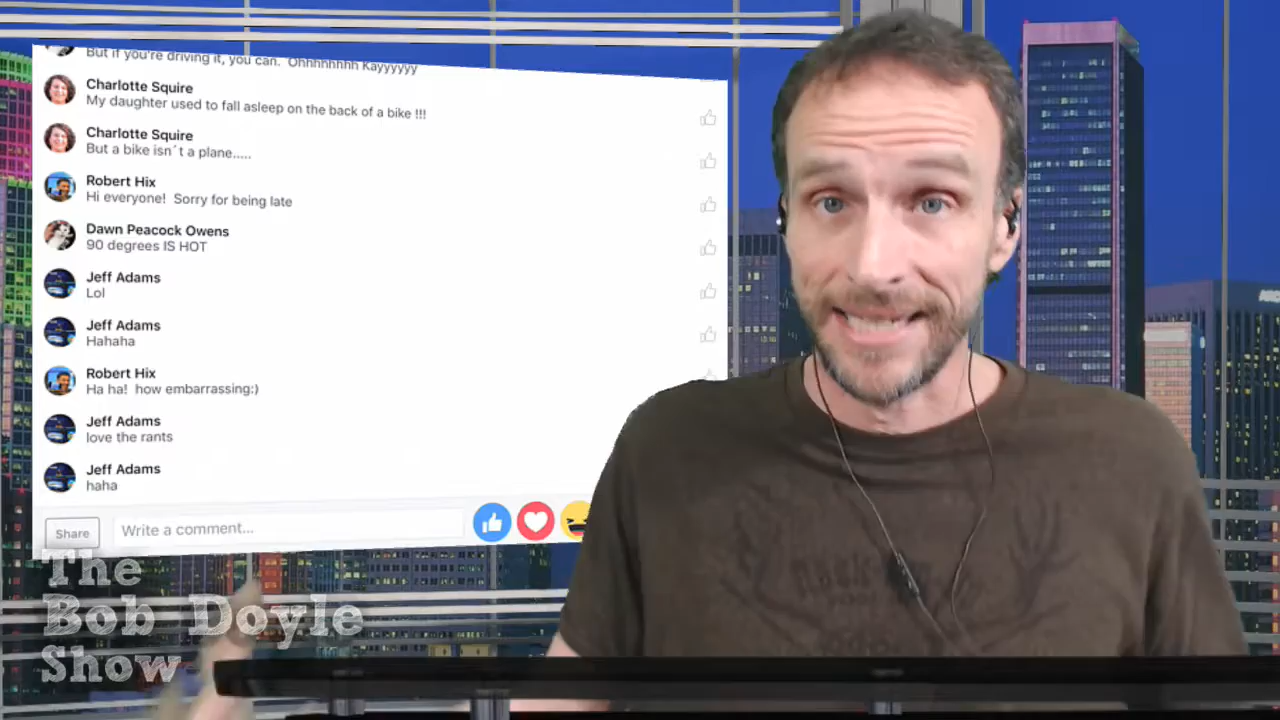 But if you're driving it, you can. Ohhhhhhhh Kayyyyyy
Charlotte Squire
My daughter used to fall asleep on the back of a bike !!!
Charlotte Squire
But a bike isn´t a plane.....
Robert Hix
Hi everyone! Sorry for being late
Dawn Peacock Owens
90 degrees IS HOT
Jeff Adams
Lol
Jeff Adams
Hahaha
Robert Hix
Ha ha! how embarrassing:)
Jeff Adams
love the rants
Jeff Adams
haha
Share
Write a comment...
The
Bob Doyle
Show